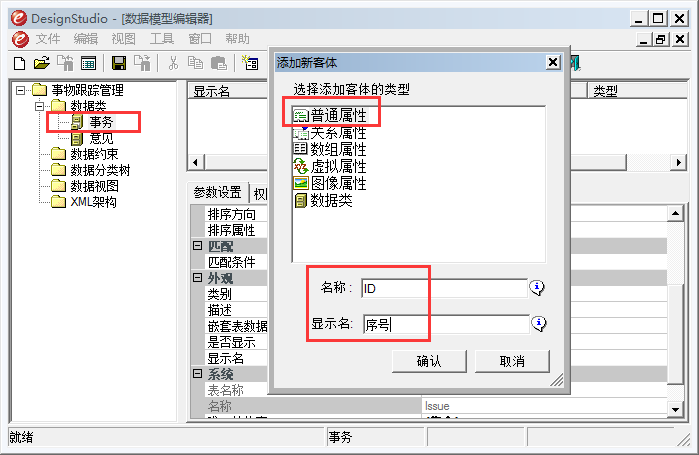 DesignStudio - [数据模型编辑器]
文件 编辑 视图 工具 窗口 帮助
事物跟踪管理
数据类
事务
意见
数据约束
数据分类树
数据视图
XML架构
显示名
类型
参数设置
权
排序方向
排序属性
匹配
匹配条件
外观
类别
描述
嵌套表数据
是否显示
显示名
系统
表名称
名称
Issue
添加新客体
选择添加客体的类型
普通属性
关系属性
数组属性
虚拟属性
图像属性
数据类
名称：
ID
显示名:
序号
确认
取消
就绪
事务